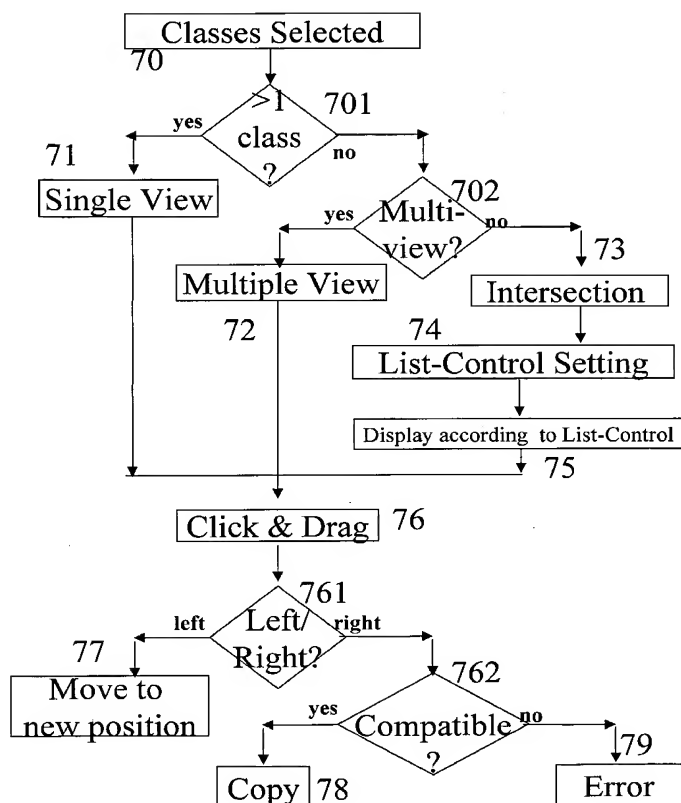 Classes Selected
70
>1
class
?
701
yes
no
71
Single View
702
Multi-
view?
yes
no
73
Multiple View
72
Intersection
74
List-Control Setting
Display according to List-Control
75
Click & Drag
76
761
Left/
Right?
left
right
77
Move to
new position
762
Compatible
?
yes
no
79
Copy
78
Error